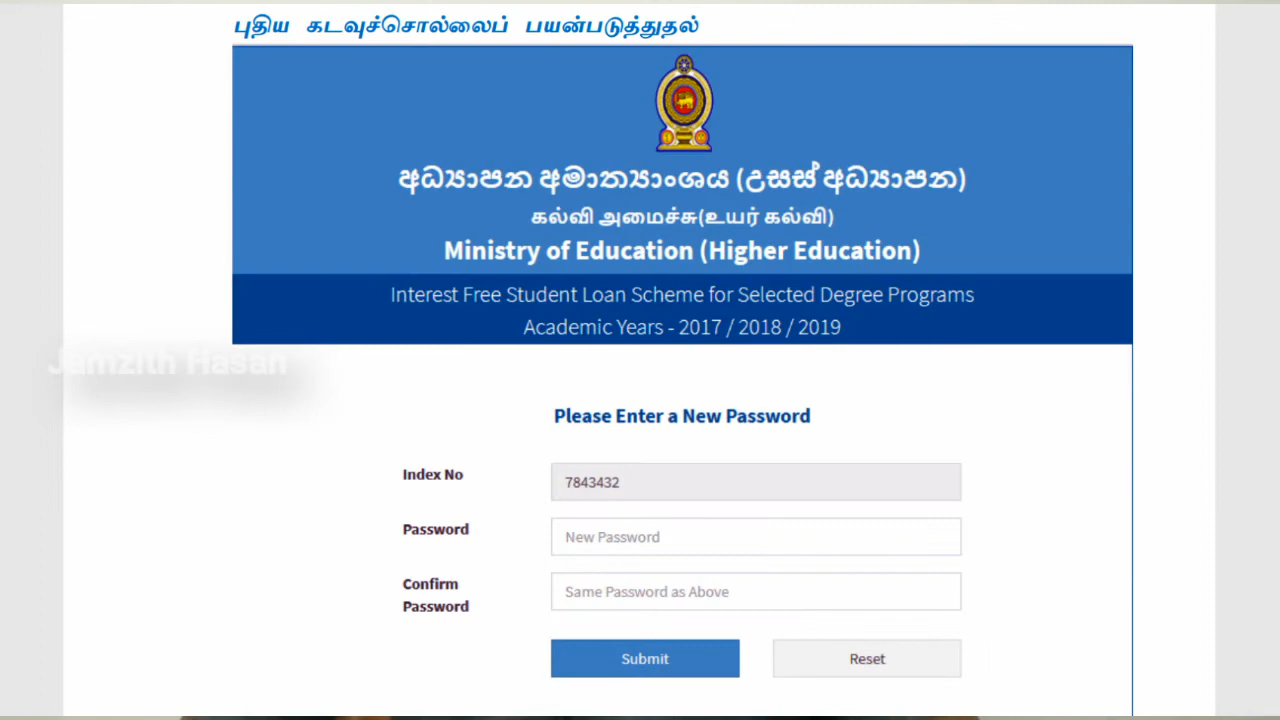 புதிய கடவுச்சொல்லைப் பயன்படுத்துதல்
අධ්‍යාපන අමාත්‍යාංශය (උසස් අධ්‍යාපන)
கல்வி அமைச்சு(உயர் கல்வி)
Ministry of Education (Higher Education)
Interest Free Student Loan Scheme for Selected Degree Programs
Academic Years - 2017 / 2018 / 2019
Jamzith Hasan
Please Enter a New Password
Index No 7843432
Password New Password
Confirm Password Same Password as Above
Submit Reset